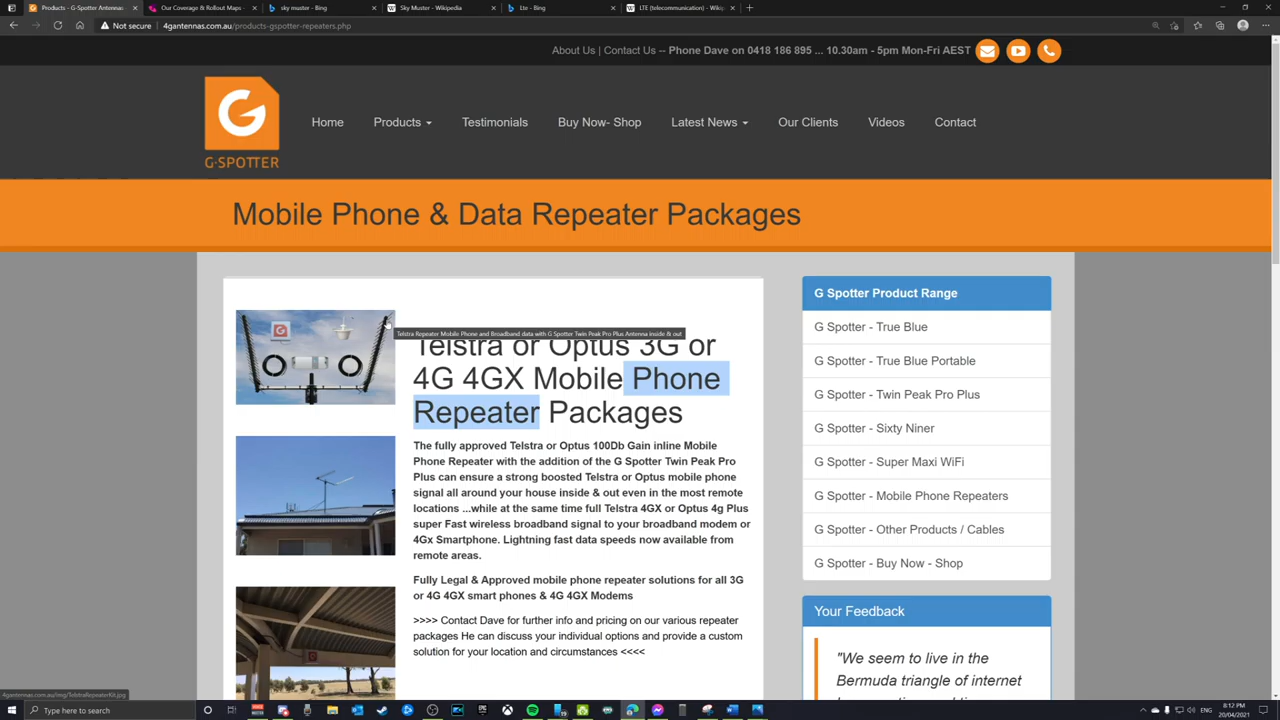 Products - G-Spotter Antennas
Our Coverage & Rollout Maps -
sky muster - Bing
Sky Muster - Wikipedia
Lte - Bing
LTE (telecommunication) - Wikip
Not secure
4gantennas.com.au/products-gspotter-repeaters.php
About Us | Contact Us -- Phone Dave on 0418 186 895 ... 10.30am - 5pm Mon-Fri AEST
G
G·SPOTTER
Home
Products
Testimonials
Buy Now- Shop
Latest News
Our Clients
Videos
Contact
Mobile Phone & Data Repeater Packages
Telstra Repeater Mobile Phone and Broadband data with G Spotter Twin Peak Pro Plus Antenna inside & out
Telstra or Optus 3G or
4G 4GX Mobile Phone
Repeater Packages
The fully approved Telstra or Optus 100Db Gain inline Mobile
Phone Repeater with the addition of the G Spotter Twin Peak Pro
Plus can ensure a strong boosted Telstra or Optus mobile phone
signal all around your house inside & out even in the most remote
locations ...while at the same time full Telstra 4GX or Optus 4g Plus
super Fast wireless broadband signal to your broadband modem or
4Gx Smartphone. Lightning fast data speeds now available from
remote areas.
Fully Legal & Approved mobile phone repeater solutions for all 3G
or 4G 4GX smart phones & 4G 4GX Modems
>>>> Contact Dave for further info and pricing on our various repeater
packages He can discuss your individual options and provide a custom
solution for your location and circumstances <<<<
G Spotter Product Range
G Spotter - True Blue
G Spotter - True Blue Portable
G Spotter - Twin Peak Pro Plus
G Spotter - Sixty Niner
G Spotter - Super Maxi WiFi
G Spotter - Mobile Phone Repeaters
G Spotter - Other Products / Cables
G Spotter - Buy Now - Shop
Your Feedback
"We seem to live in the
Bermuda triangle of internet
4gantennas.com.au/img/TelstraRepeaterKit.jpg
Type here to search
ENG
8:12 PM
20/04/2021